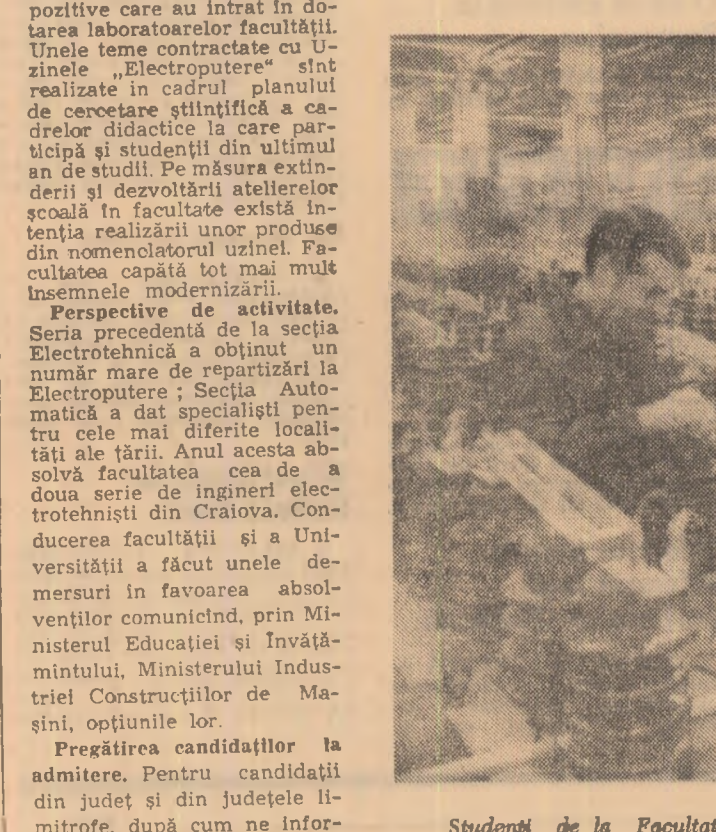 pozitive care au intrat în do-
tarea laboratoarelor facultății.
Unele teme contractate cu U-
zinele „Electroputere“ sînt
realizate in cadrul planului
de cercetare științifică a ca-
drelor didactice la care par-
ticipă și studenții din ultimul
an de studii. Pe măsura extin-
derii și dezvoltării atelierelor
școală în facultate există in-
tenția realizării unor produse
din nomenclatorul uzinei. Fa-
cultatea capătă tot mai mult
însemnele modernizării.
Perspective de activitate.
Seria precedentă de la secția
Electrotehnică a obținut un
număr mare de repartizări la
Electroputere ; Secția Auto-
matică a dat specialiști pen-
tru cele mai diferite locali-
tăți ale țării. Anul acesta ab-
solvă facultatea cea de a
doua serie de ingineri elec-
trotehniști din Craiova. Con-
ducerea facultății și a Uni-
versității a făcut unele de-
mersuri în favoarea absol-
venților comunicînd, prin Mi-
nisterul Educației și Învăță-
mîntului, Ministerului Indus-
triei Construcțiilor de Ma-
șini, opțiunile lor.
Pregătirea candidaților la
admitere. Pentru candidații
din județ și din județele li-
mitrofe, după cum ne infor-
Studenți de la Facultat